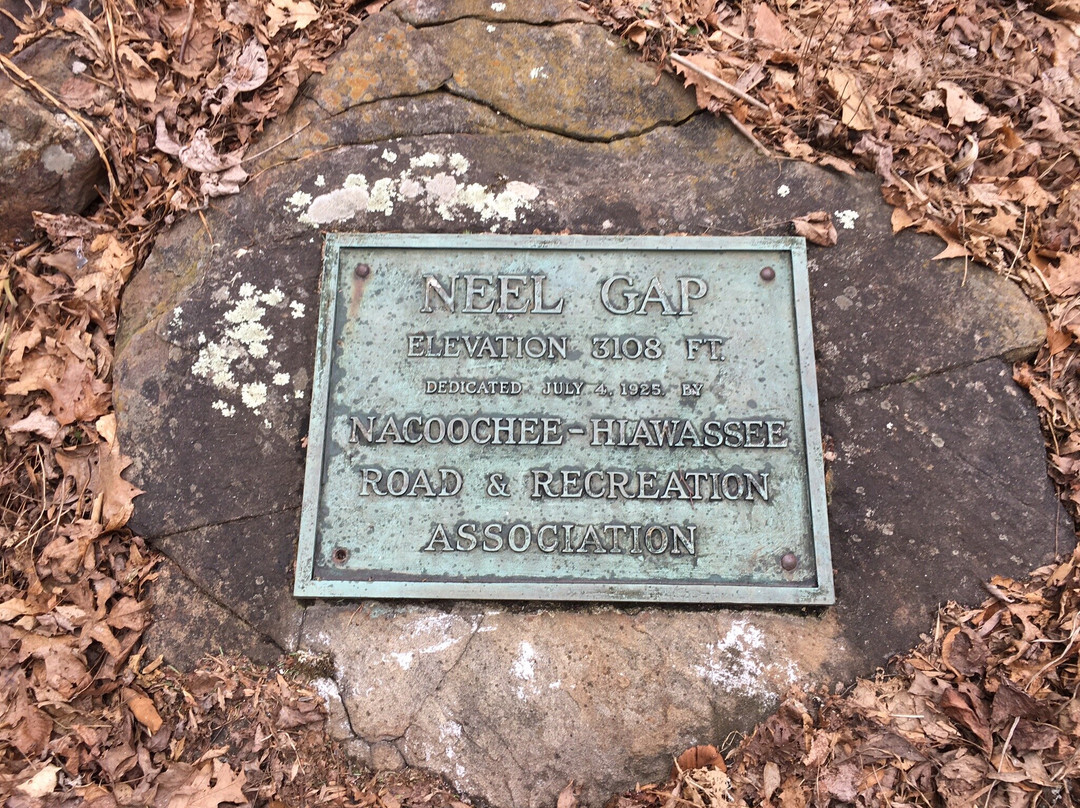 NEEL GAP
ELEVATION 3108 FT.
DEDICATED JULY 4, 1925. BY
NACOOCHEE-HIAWASSEE
ROAD & RECREATION
ASSOCIATION